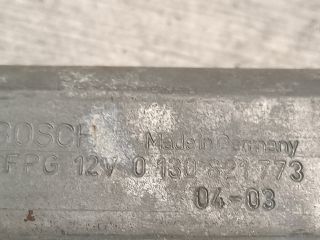 BOSCH Made in Germany
FPG 12V 0 130 821 773
04-03